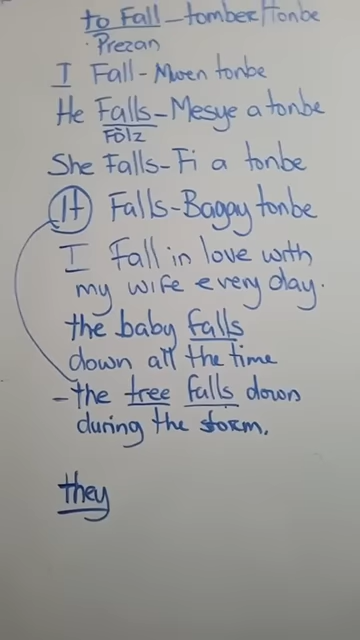 to Fall - tomber/Tonbe
Prezan
I Fall - Mwen tonbe
He Falls - Mesye a tonbe
Fòlz
She Falls - Fi a tonbe
It Falls - Bagay tonbe
I Fall in love with
my wife every day.
the baby falls
down all the time
- the tree falls down
during the storm.
they